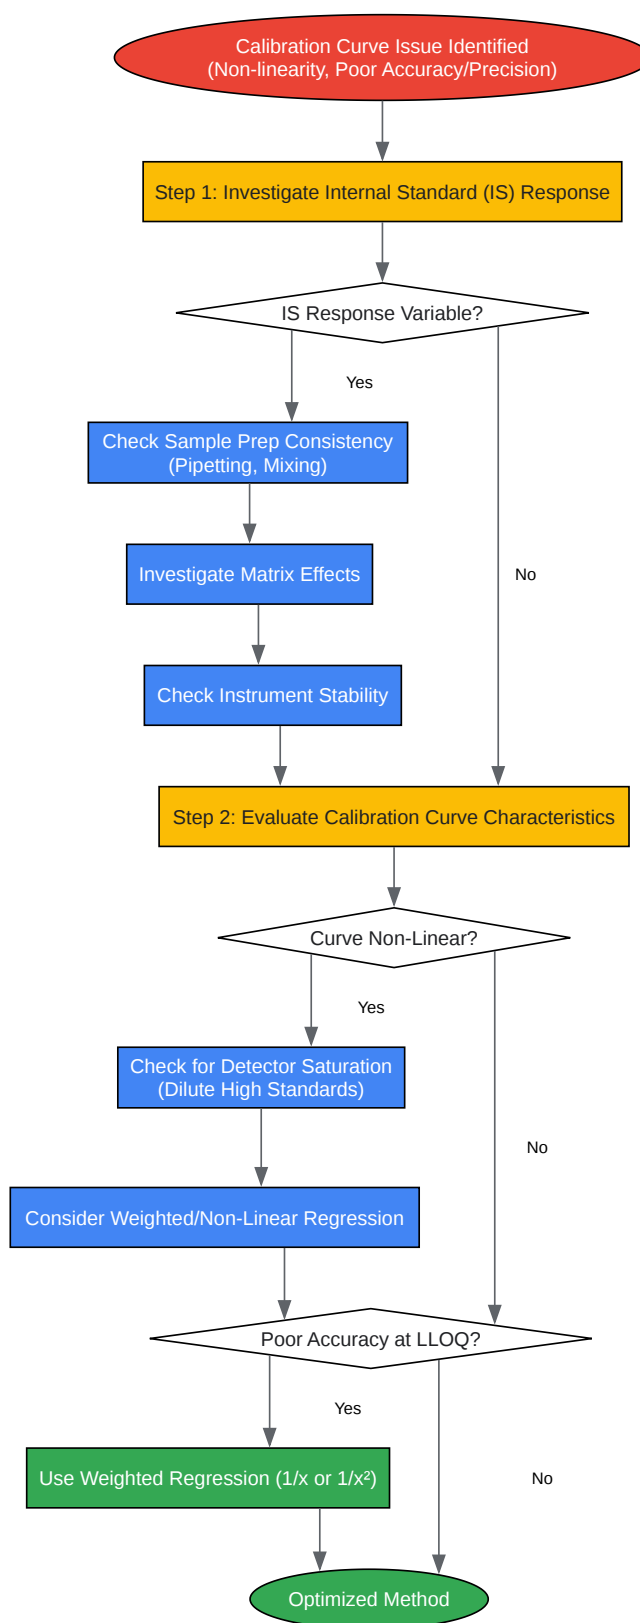 Calibration Curve Issue Identified
(Non-linearity, Poor Accuracy/Precision)
Step 1: Investigate Internal Standard (IS) Response
IS Response Variable?
Yes
Check Sample Prep Consistency
(Pipetting, Mixing)
Investigate Matrix Effects
No
Check Instrument Stability
Step 2: Evaluate Calibration Curve Characteristics
Curve Non-Linear?
Yes
Check for Detector Saturation
(Dilute High Standards)
No
Consider Weighted/Non-Linear Regression
Poor Accuracy at LLOQ?
Yes
Use Weighted Regression (1/x or 1/x²)
No
Optimized Method